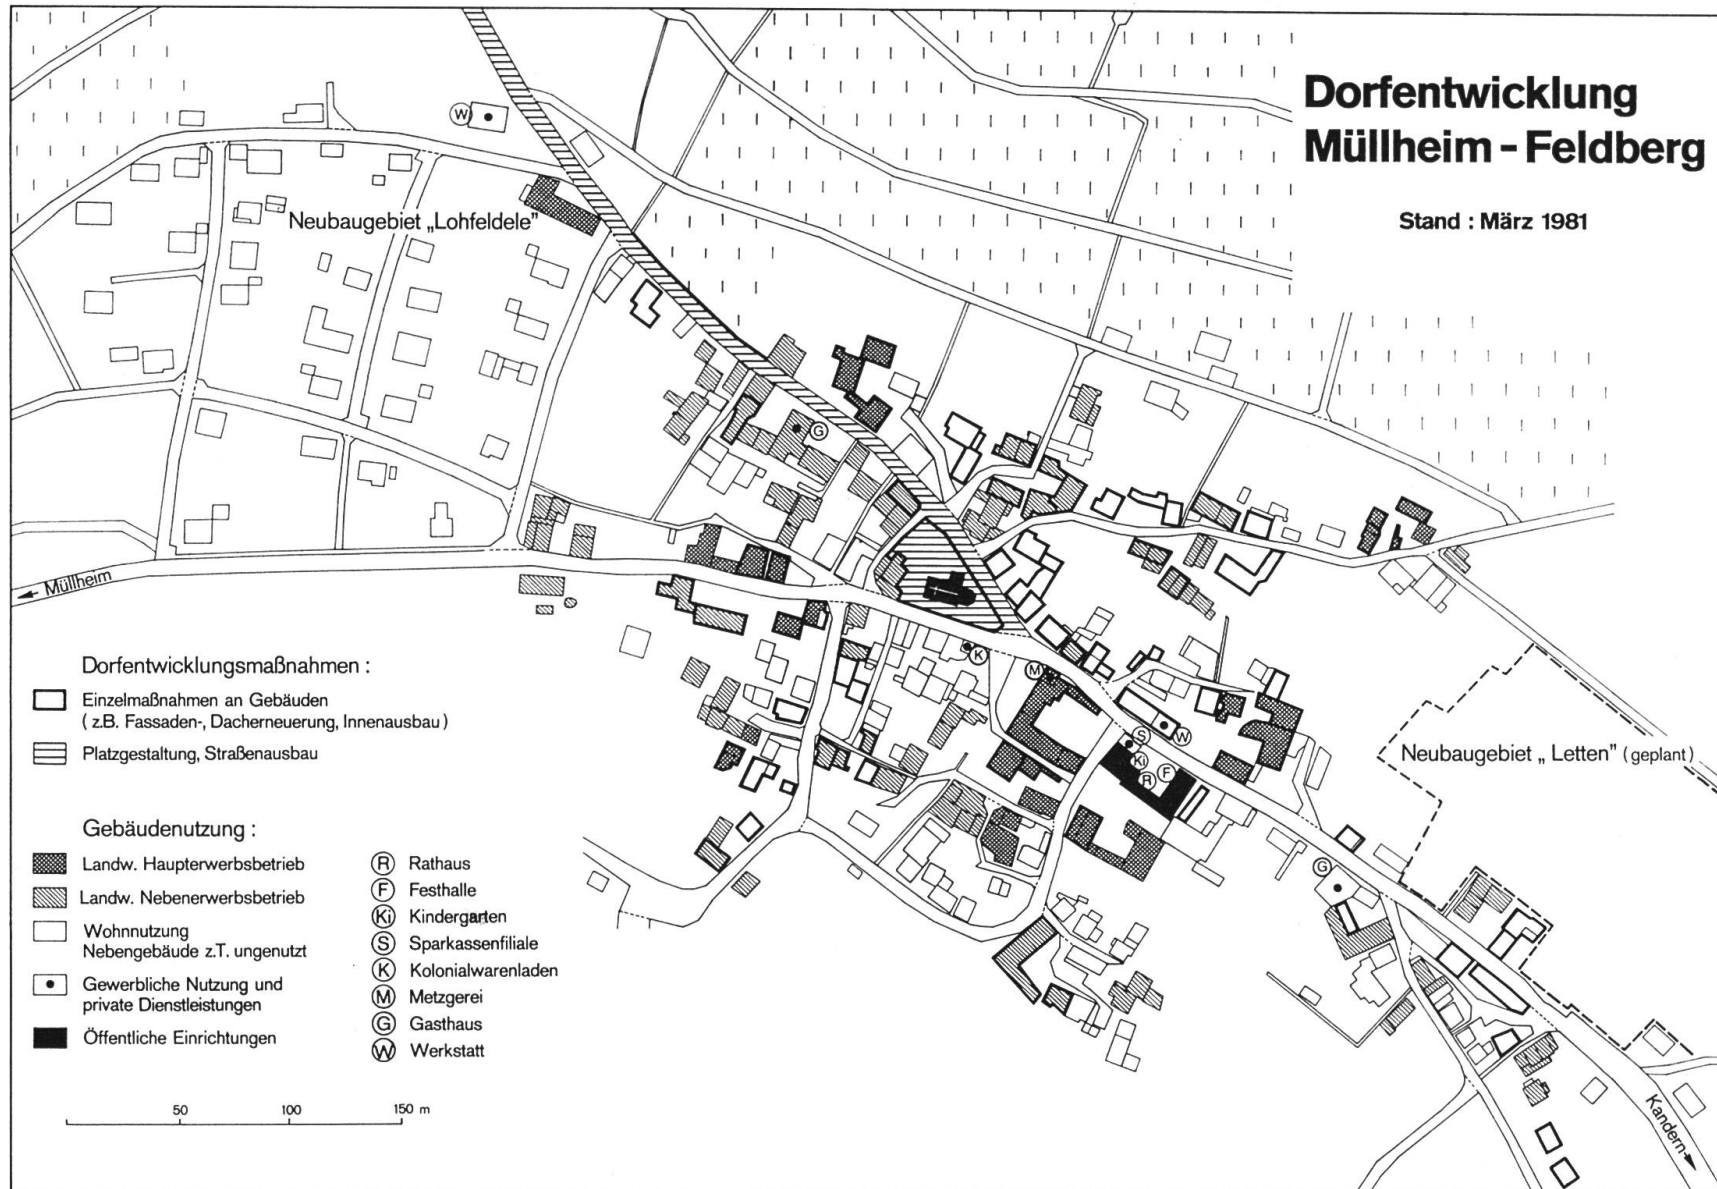 Dorfentwicklung
Müllheim - Feldberg
Stand : März 1981
W
Neubaugebiet „Lohfeldele"
G
← Müllheim
K
M
S
W
Ki
F
R
Neubaugebiet „ Letten" (geplant)
G
Kandern →
Dorfentwicklungsmaßnahmen :
Einzelmaßnahmen an Gebäuden
( z.B. Fassaden-, Dacherneuerung, Innenausbau )
Platzgestaltung, Straßenausbau
Gebäudenutzung :
Landw. Haupterwerbsbetrieb
Landw. Nebenerwerbsbetrieb
Wohnnutzung
Nebengebäude z.T. ungenutzt
Gewerbliche Nutzung und
private Dienstleistungen
Öffentliche Einrichtungen
R Rathaus
F Festhalle
Ki Kindergarten
S Sparkassenfiliale
K Kolonialwarenladen
M Metzgerei
G Gasthaus
W Werkstatt
50 100 150 m